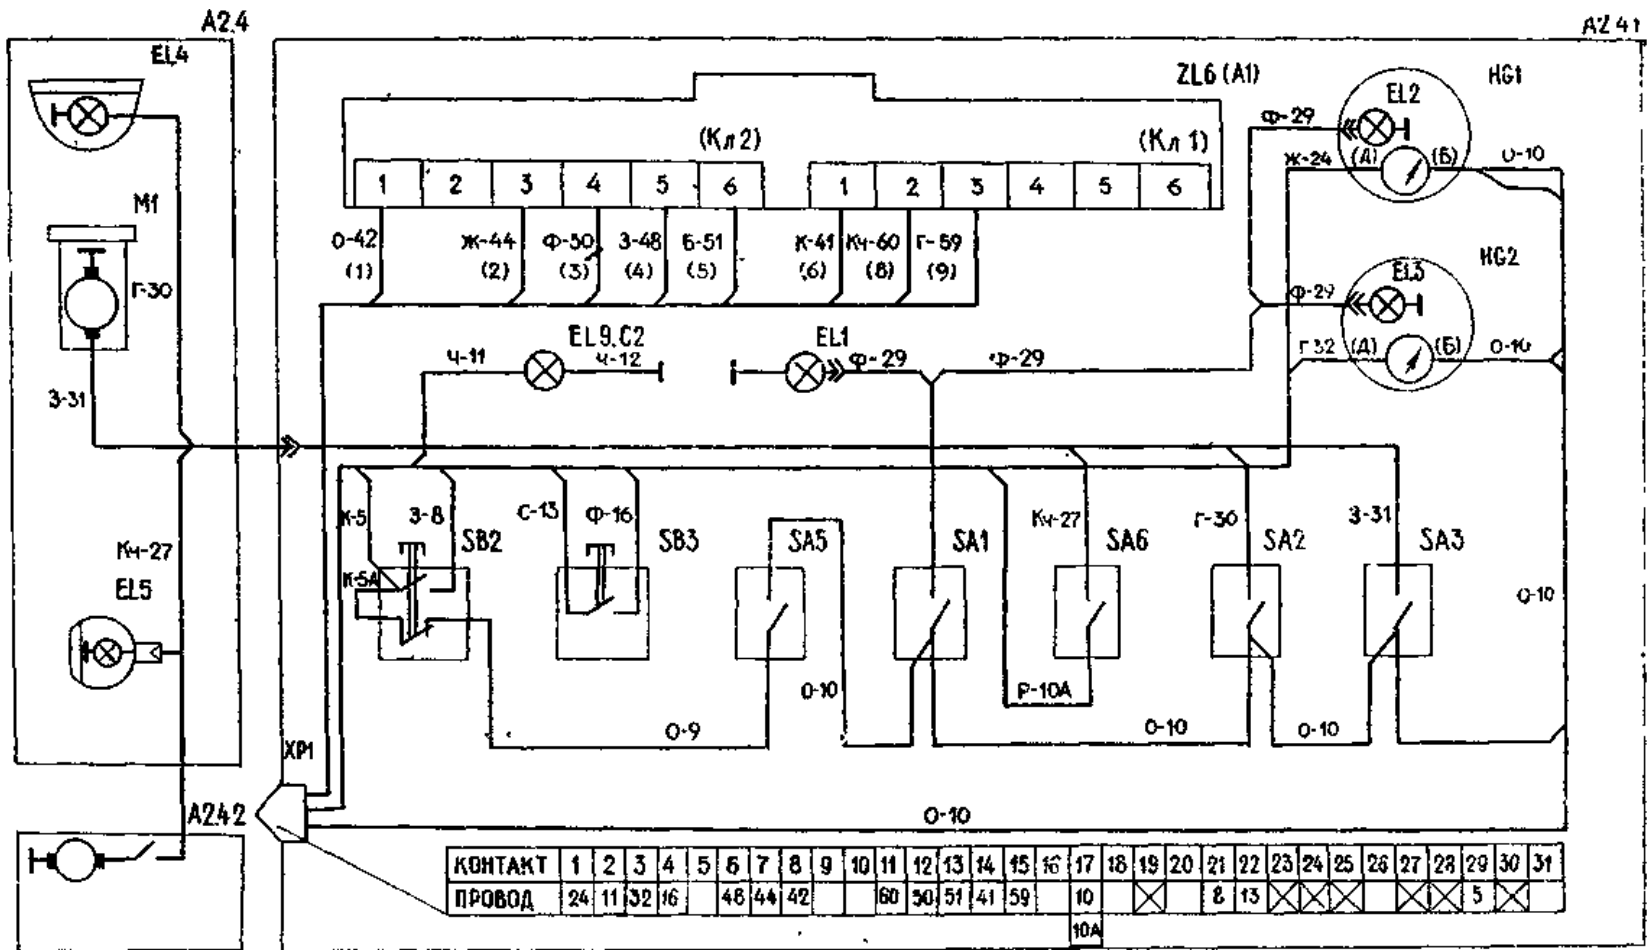 A2.4
A2 41
EL4
ZL6 (A1)
HG1
EL2
Ф-29
(Кл 2)
(Кл 1)
Ж-24
(Д)
(Б)
О-10
1 2 3 4 5 6
1 2 3 4 5 6
М1
О-42
Ж-44
Ф-50
З-48
Б-51
К-41
Кч-60
Г-59
(1)
(2)
(3)
(4)
(5)
(6)
(8)
(9)
HG2
EL3
Г-30
Ф-29
EL9.C2
EL1
Ч-11
Ч-12
Ф-29
Ф-29
Г 32
(Д)
(Б)
О-10
З-31
К-5
З-8
С-13
Ф-16
Кч-27
Г-30
З-31
SB2
SB3
SA5
SA1
SA6
SA2
SA3
Кч-27
К-5А
EL5
О-10
О-10
Р-10А
О-9
О-10
О-10
XP1
A2.4.2
О-10
КОНТАКТ 1 2 3 4 5 6 7 8 9 10 11 12 13 14 15 16 17 18 19 20 21 22 23 24 25 26 27 28 29 30 31
ПРОВОД 24 11 32 16 48 44 42 60 50 51 41 59 10 8 13 5
10А